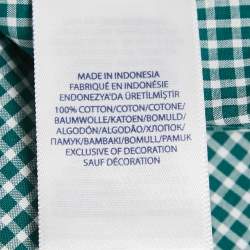 MADE IN INDONESIA
FABRIQUÉ EN INDONÉSIE
ENDONEZYA'DA ÜRETİLMİŞTİR
100% COTTON/COTON/COTONE/
BAUMWOLLE/KATOEN/BOMULD/
ALGODÓN/ALGODÃO/ХЛОПОК/
ПАМУК/BAMBAKI/BOMULL/PAMUK
EXCLUSIVE OF DECORATION
SAUF DÉCORATION